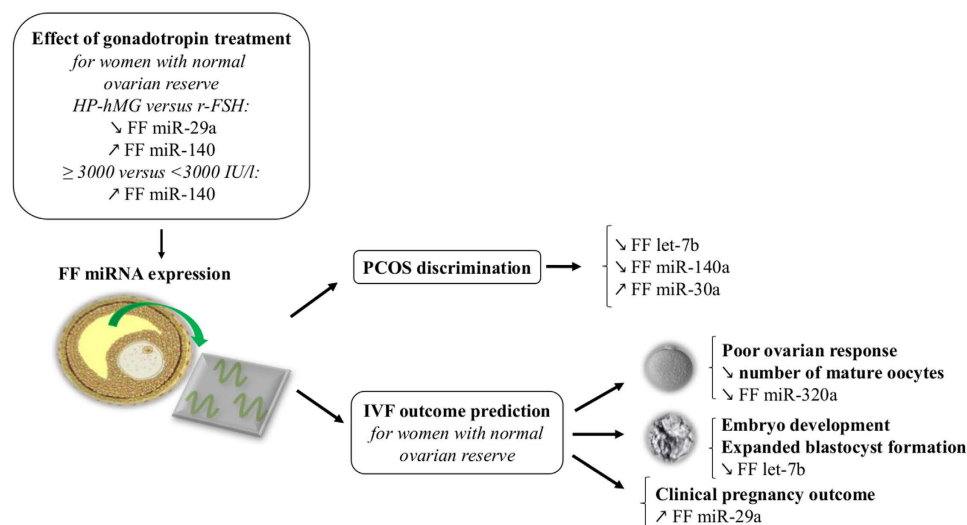 Effect of gonadotropin treatment
for women with normal
ovarian reserve
HP-hMG versus r-FSH:
↘ FF miR-29a
↗ FF miR-140
≥ 3000 versus <3000 IU/l:
↗ FF miR-140
FF miRNA expression
PCOS discrimination
↘ FF let-7b
↘ FF miR-140a
↗ FF miR-30a
IVF outcome prediction
for women with normal
ovarian reserve
Poor ovarian response
↘ number of mature oocytes
↘ FF miR-320a
Embryo development
Expanded blastocyst formation
↘ FF let-7b
Clinical pregnancy outcome
↗ FF miR-29a